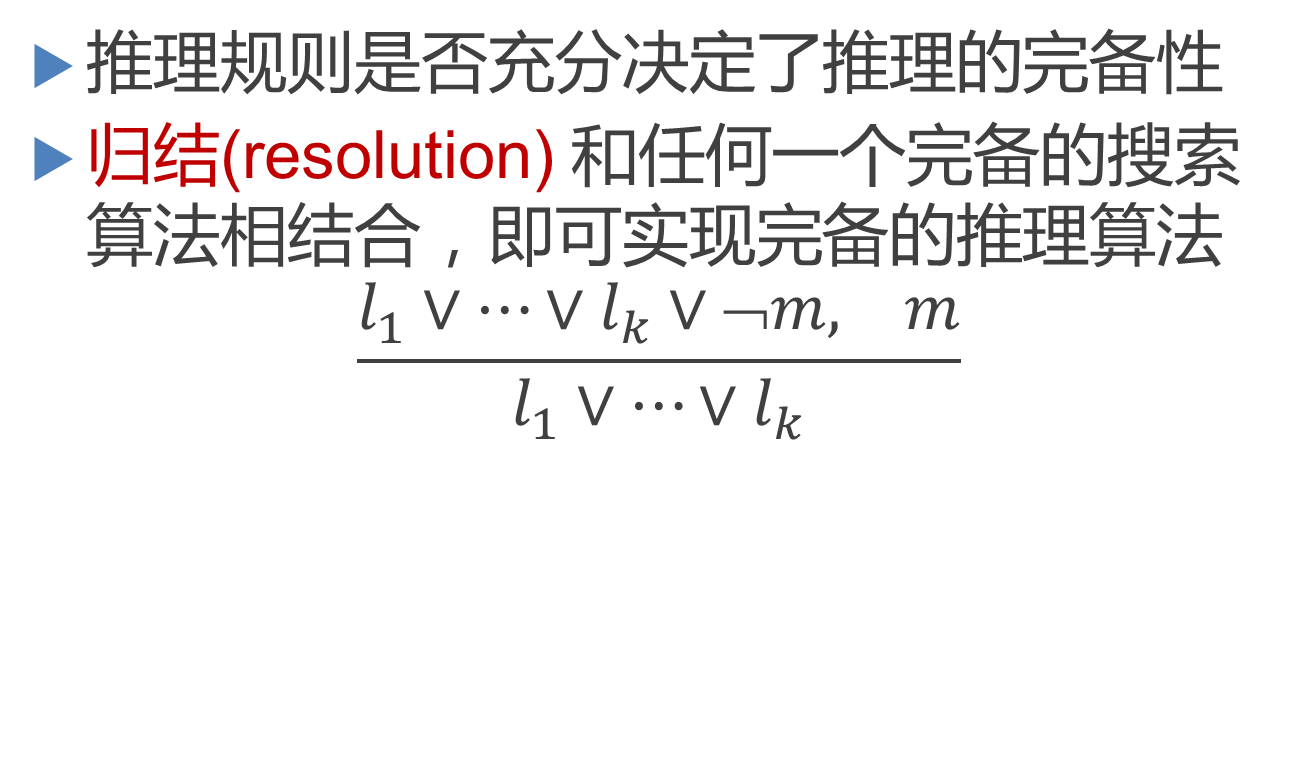 推理规则是否充分决定了推理的完备性
归结(resolution) 和任何一个完备的搜索
算法相结合，即可实现完备的推理算法
l₁ ∨ ⋯ ∨ lₖ ∨ ¬m, m
l₁ ∨ ⋯ ∨ lₖ